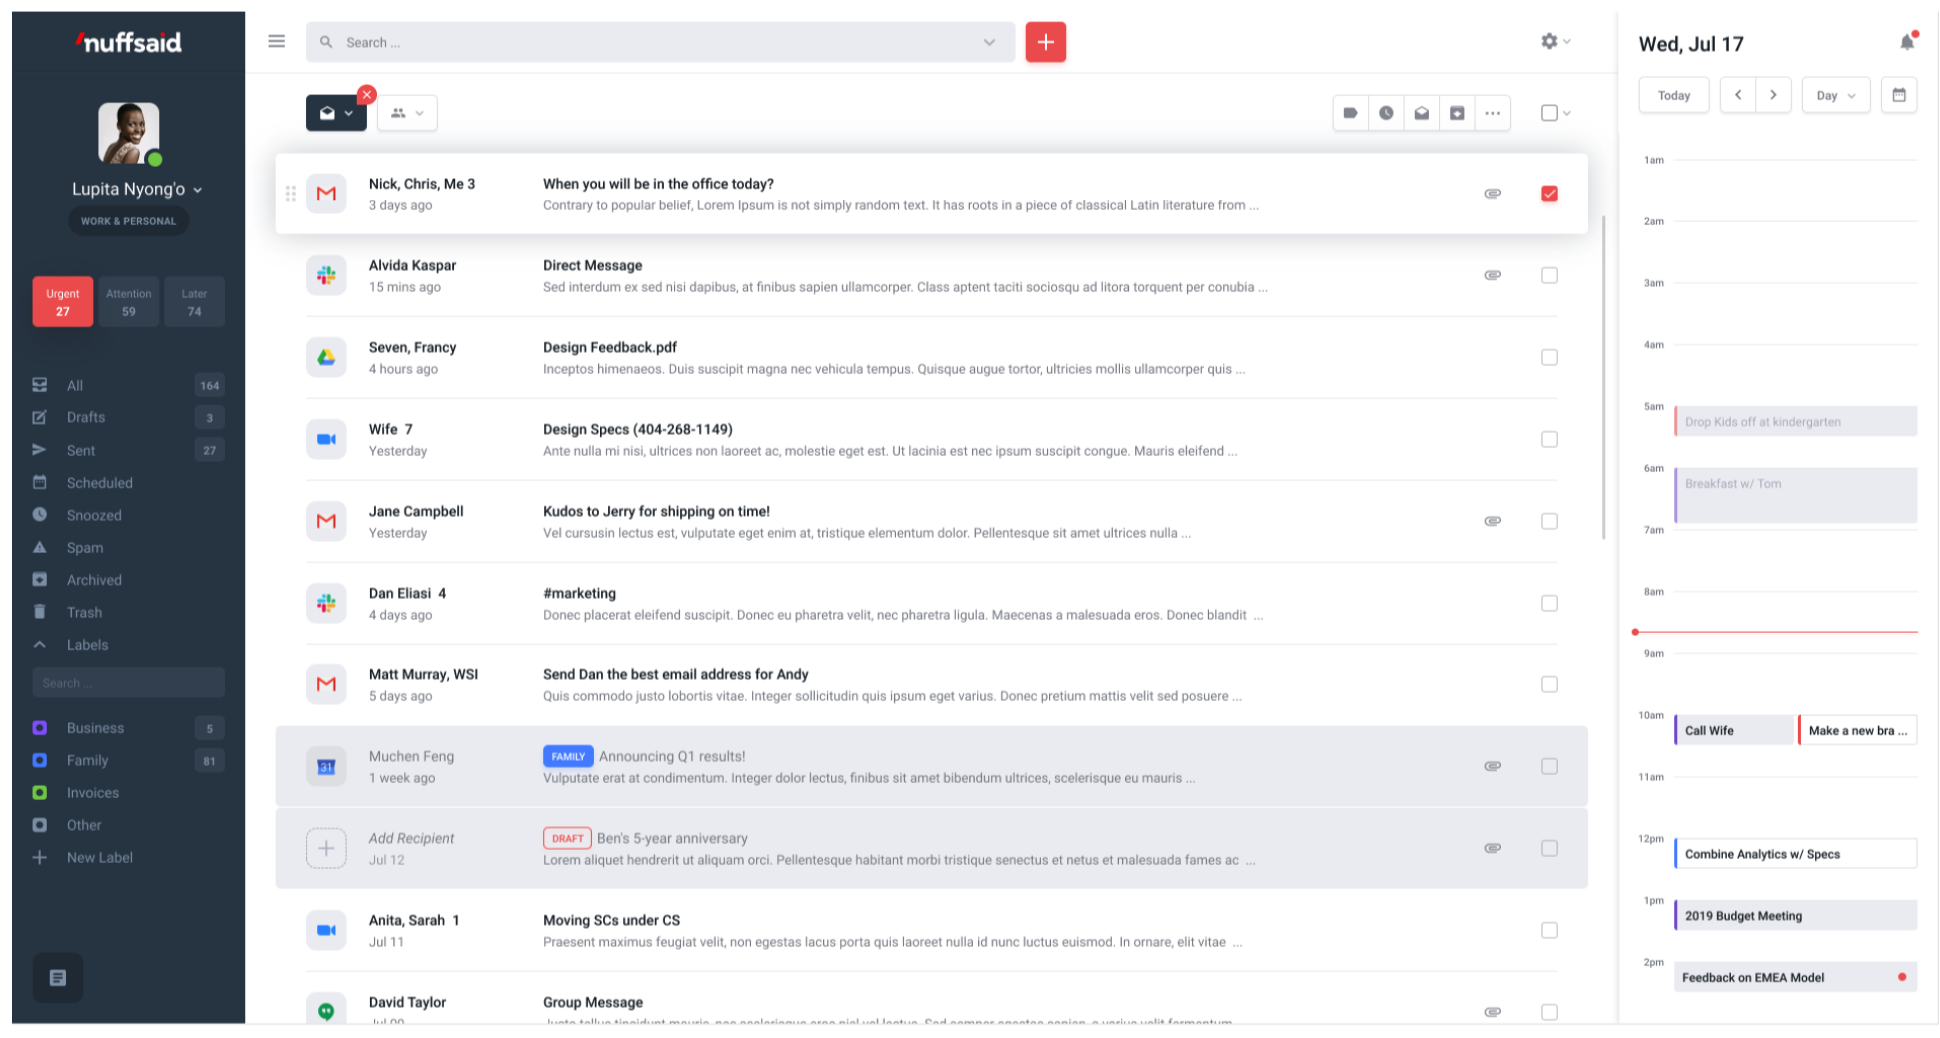 nuffsaid
Lupita Nyong'o
WORK & PERSONAL
Urgent
27
Attention
59
Later
74
All 164
Drafts 3
Sent 27
Scheduled
Snoozed
Spam
Archived
Trash
Labels
Search ...
Business 5
Family 81
Invoices
Other
New Label
Search ...
Nick, Chris, Me 3
3 days ago
When you will be in the office today?
Contrary to popular belief, Lorem Ipsum is not simply random text. It has roots in a piece of classical Latin literature from ...
Alvida Kaspar
15 mins ago
Direct Message
Sed interdum ex sed nisi dapibus, at finibus sapien ullamcorper. Class aptent taciti sociosqu ad litora torquent per conubia ...
Seven, Francy
4 hours ago
Design Feedback.pdf
Inceptos himenaeos. Duis suscipit magna nec vehicula tempus. Quisque augue tortor, ultricies mollis ullamcorper quis ...
Wife 7
Yesterday
Design Specs (404-268-1149)
Ante nulla mi nisi, ultrices non laoreet ac, molestie eget est. Ut lacinia est nec ipsum suscipit congue. Mauris eleifend ...
Jane Campbell
Yesterday
Kudos to Jerry for shipping on time!
Vel cursusin lectus est, vulputate eget enim at, tristique elementum dolor. Pellentesque sit amet ultrices nulla ...
Dan Eliasi 4
4 days ago
#marketing
Donec placerat eleifend suscipit. Donec eu pharetra velit, nec pharetra ligula. Maecenas a malesuada eros. Donec blandit ...
Matt Murray, WSI
5 days ago
Send Dan the best email address for Andy
Quis commodo justo lobortis vitae. Integer sollicitudin quis ipsum eget varius. Donec pretium mattis velit sed posuere ...
31
Muchen Feng
1 week ago
FAMILY Announcing Q1 results!
Vulputate erat at condimentum. Integer dolor lectus, finibus sit amet bibendum ultrices, scelerisque eu mauris ...
Add Recipient
Jul 12
DRAFT Ben's 5-year anniversary
Lorem aliquet hendrerit ut aliquam orci. Pellentesque habitant morbi tristique senectus et netus et malesuada fames ac ...
Anita, Sarah 1
Jul 11
Moving SCs under CS
Praesent maximus feugiat velit, non egestas lacus porta quis laoreet nulla id nunc luctus euismod. In ornare, elit vitae ...
David Taylor
Group Message
Wed, Jul 17
Today
Day
1am
2am
3am
4am
5am
Drop Kids off at kindergarten
6am
Breakfast w/ Tom
7am
8am
9am
10am
Call Wife
Make a new bra ...
11am
12pm
Combine Analytics w/ Specs
1pm
2019 Budget Meeting
2pm
Feedback on EMEA Model